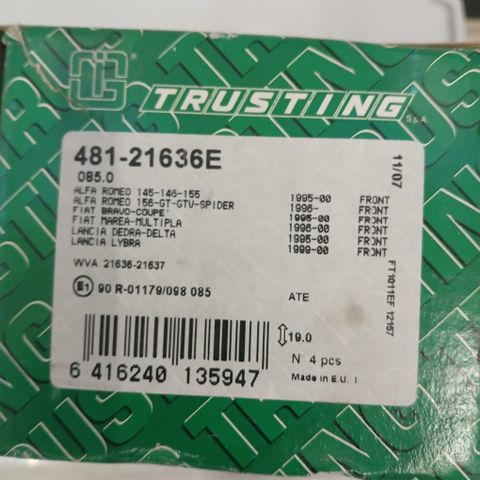 TRUSTING
S.p.A.
481-21636E
085.0
ALFA ROMEO 145-146-155 1995-00 FRONT
ALFA ROMEO 156-GT-GTV-SPIDER 1996- FRONT
FIAT BRAVO-COUPE' 1995-00 FRONT
FIAT MAREA-MULTIPLA 1996-00 FRONT
LANCIA DEDRA-DELTA 1995-00 FRONT
LANCIA LYBRA 1999-00 FRONT
WVA 21636-21637
E1 90 R-01179/098 085 ATE
19.0
N° 4 pcs
6 416240 135947
Made in E.U.
11/07
FT1011EF 12157